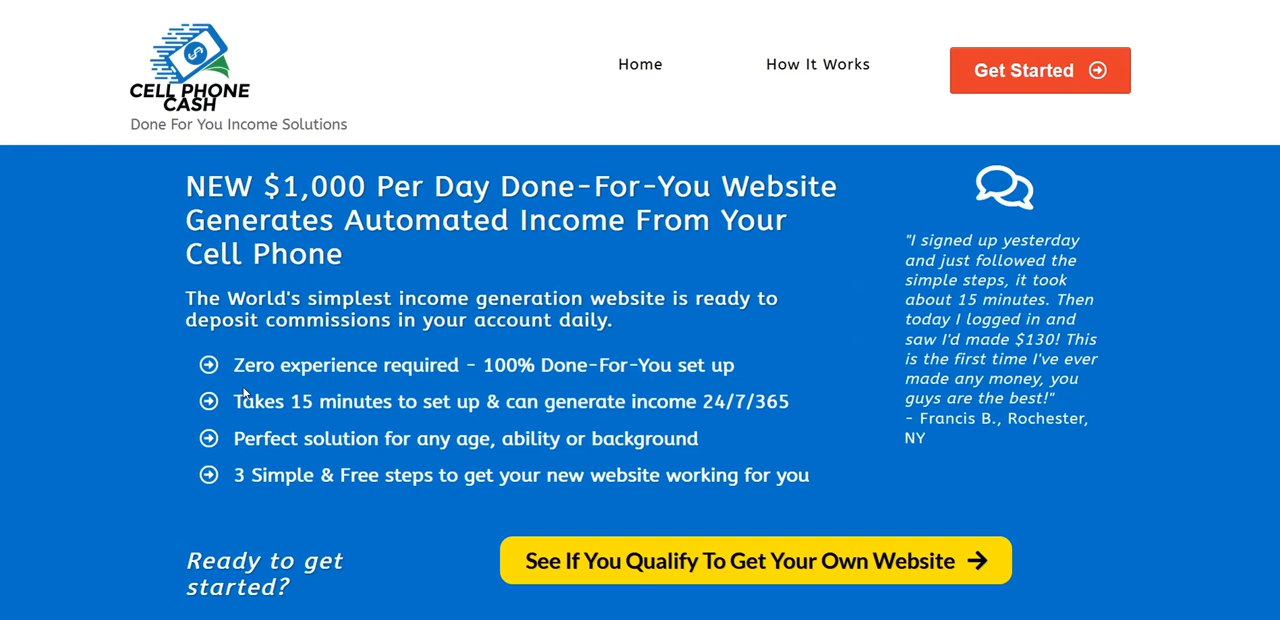 CELL PHONE
CASH
Done For You Income Solutions
Home
How It Works
Get Started
NEW $1,000 Per Day Done-For-You Website
Generates Automated Income From Your
Cell Phone
The World's simplest income generation website is ready to
deposit commissions in your account daily.
Zero experience required - 100% Done-For-You set up
Takes 15 minutes to set up & can generate income 24/7/365
Perfect solution for any age, ability or background
3 Simple & Free steps to get your new website working for you
"I signed up yesterday
and just followed the
simple steps, it took
about 15 minutes. Then
today I logged in and
saw I'd made $130! This
is the first time I've ever
made any money, you
guys are the best!"
- Francis B., Rochester,
NY
Ready to get
started?
See If You Qualify To Get Your Own Website